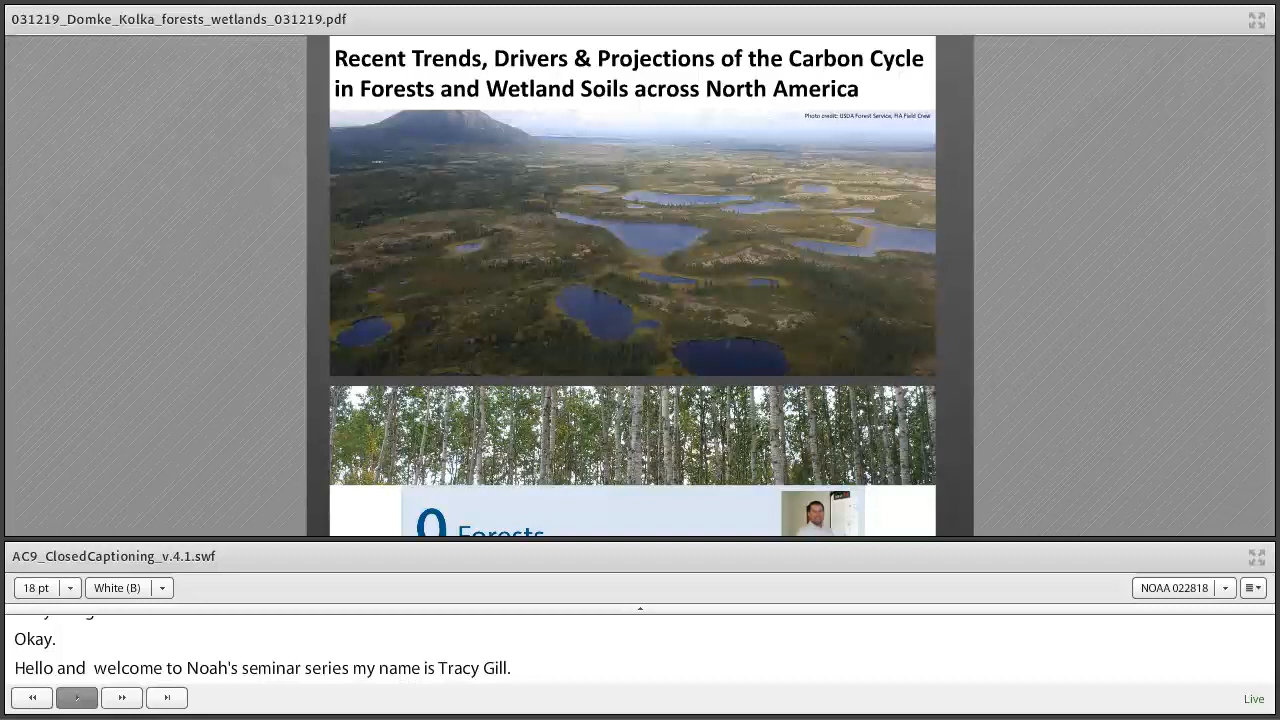 031219_Domke_Kolka_forests_wetlands_031219.pdf
Recent Trends, Drivers & Projections of the Carbon Cycle
in Forests and Wetland Soils across North America
Photo credit: USDA Forest Service, FIA Field Crew
9 Forests
AC9_ClosedCaptioning_v.4.1.swf
18 pt
White (B)
NOAA 022818
Okay.
Hello and  welcome to Noah's seminar series my name is Tracy Gill.
Live